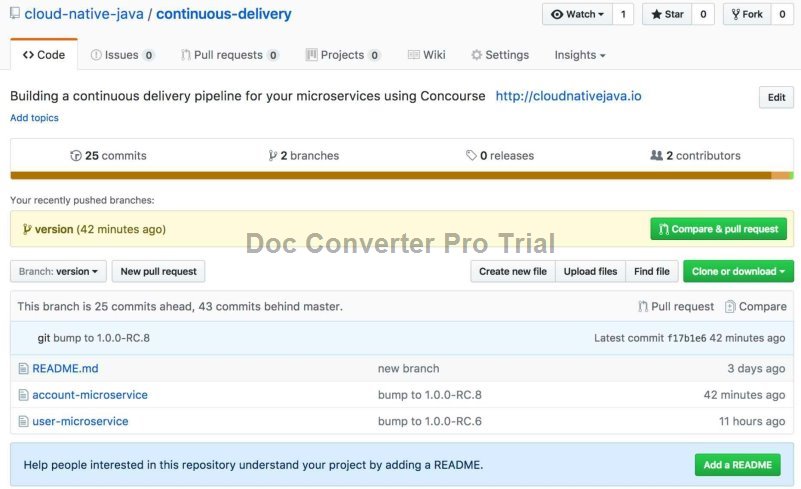 cloud-native-java / continuous-delivery Watch 1 Star 0 Fork 0
Code Issues 0 Pull requests 0 Projects 0 Wiki Settings Insights
Building a continuous delivery pipeline for your microservices using Concourse http://cloudnativejava.io Edit
Add topics
25 commits 2 branches 0 releases 2 contributors
Your recently pushed branches:
version (42 minutes ago) Compare & pull request
Doc Converter Pro Trial
Branch: version New pull request Create new file Upload files Find file Clone or download
This branch is 25 commits ahead, 43 commits behind master. Pull request Compare
git bump to 1.0.0-RC.8 Latest commit f17b1e6 42 minutes ago
README.md new branch 3 days ago
account-microservice bump to 1.0.0-RC.8 42 minutes ago
user-microservice bump to 1.0.0-RC.6 11 hours ago
Help people interested in this repository understand your project by adding a README. Add a README